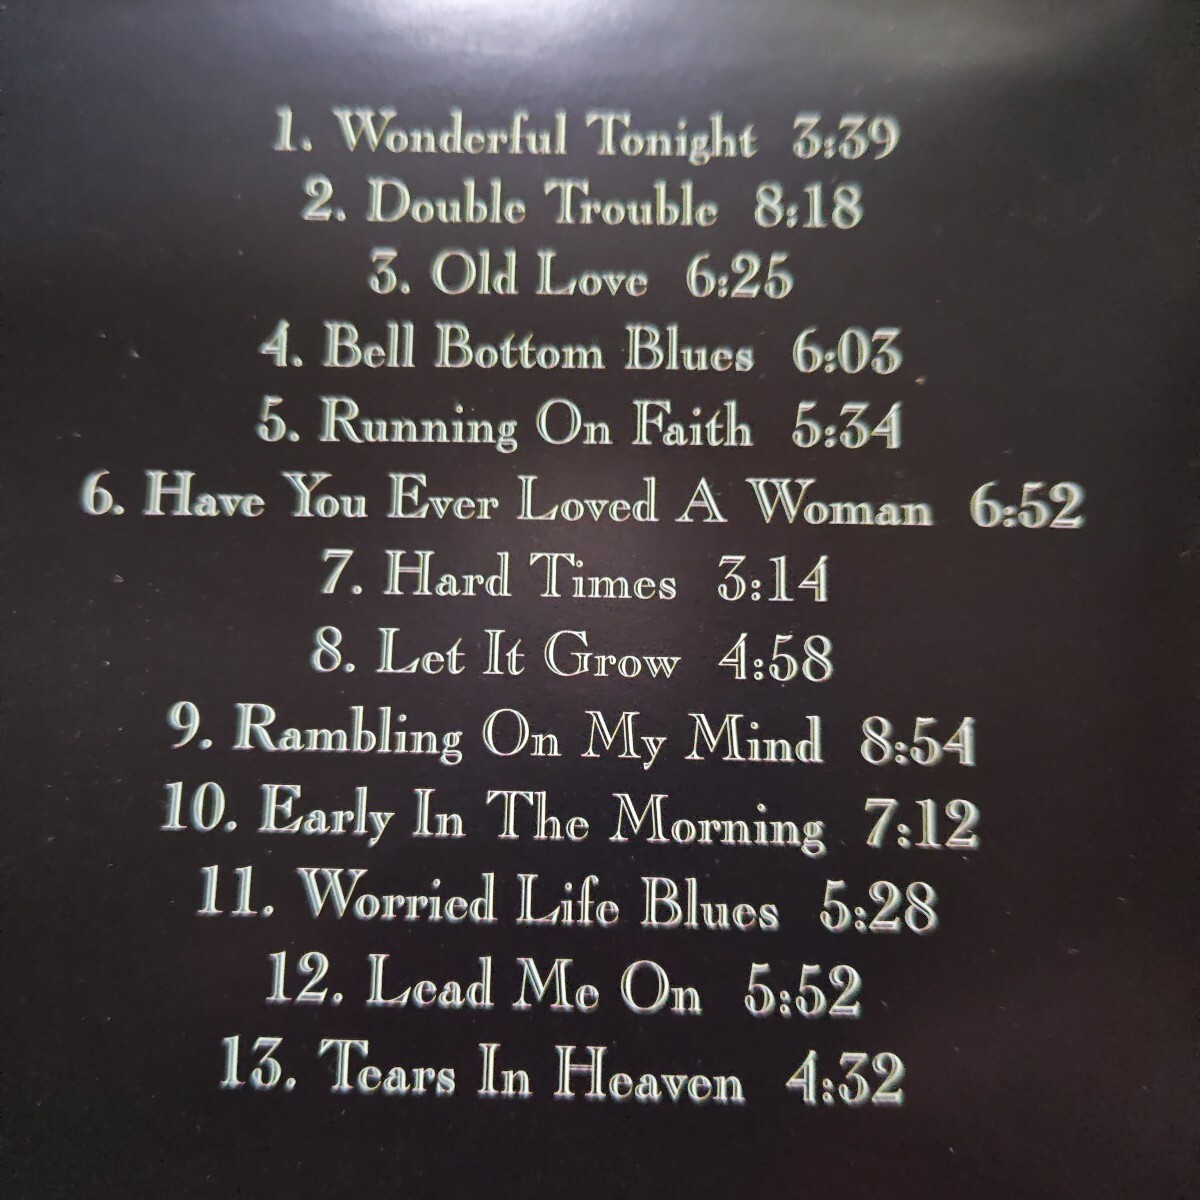 1. Wonderful Tonight 3:39
2. Double Trouble 8:18
3. Old Love 6:25
4. Bell Bottom Blues 6:03
5. Running On Faith 5:34
6. Have You Ever Loved A Woman 6:52
7. Hard Times 3:14
8. Let It Grow 4:58
9. Rambling On My Mind 8:54
10. Early In The Morning 7:12
11. Worried Life Blues 5:28
12. Lead Me On 5:52
13. Tears In Heaven 4:32